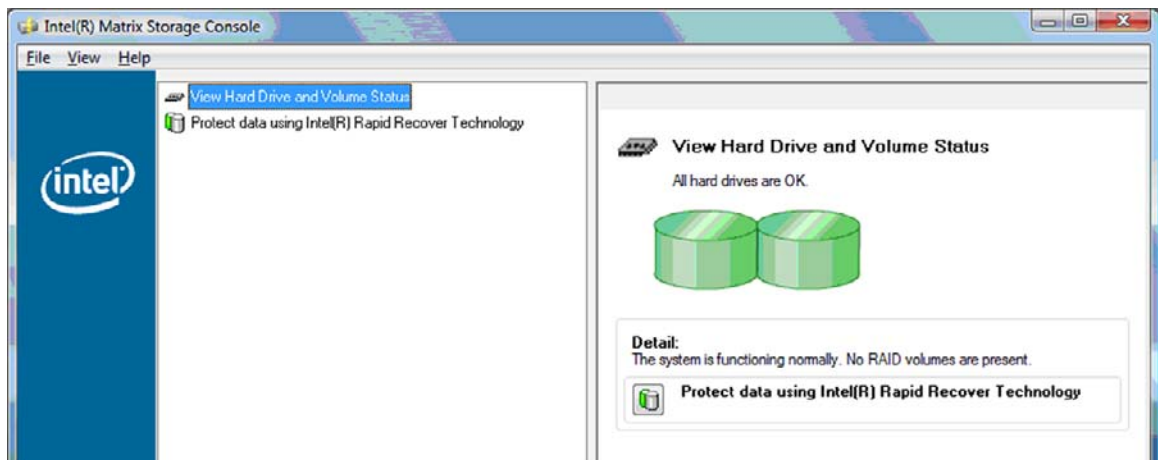 Intel(R) Matrix Storage Console
File View Help
View Hard Drive and Volume Status
Protect data using Intel(R) Rapid Recover Technology
intel
View Hard Drive and Volume Status
All hard drives are OK.
Detail:
The system is functioning normally. No RAID volumes are present.
Protect data using Intel(R) Rapid Recover Technology